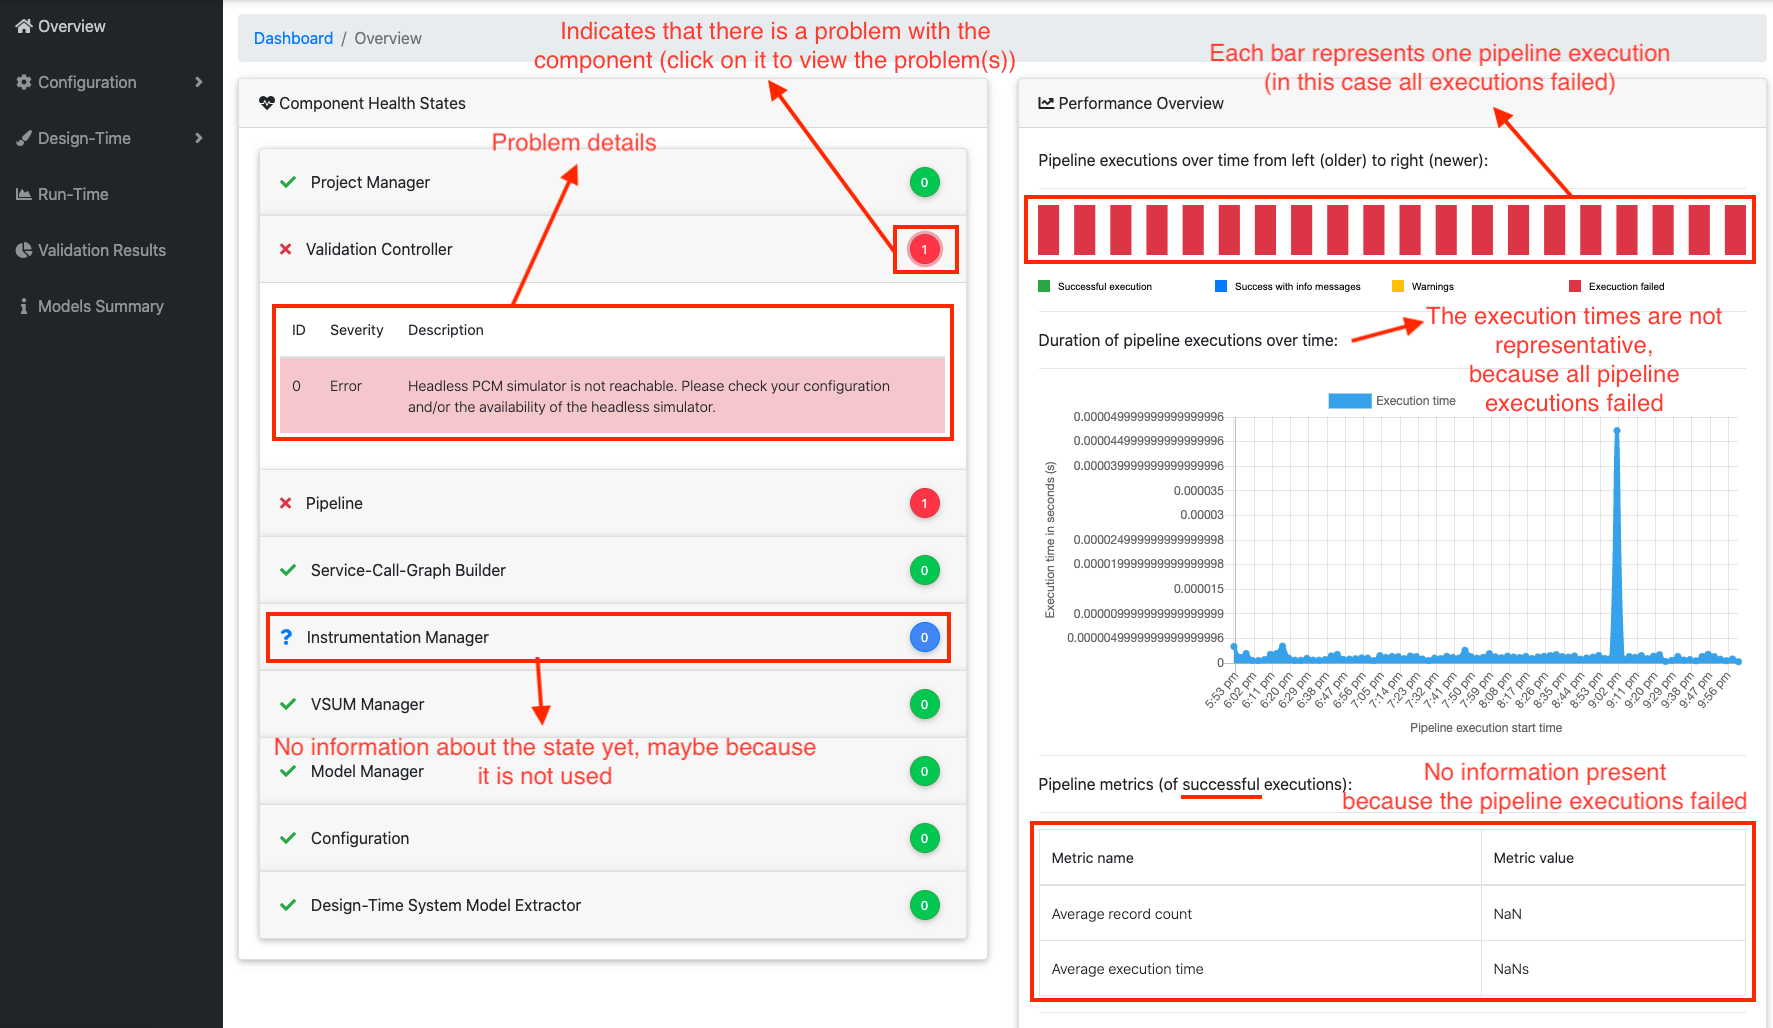 Overview
Configuration
Design-Time
Run-Time
Validation Results
Models Summary
Dashboard / Overview
Indicates that there is a problem with the
component (click on it to view the problem(s))
Component Health States
Problem details
Project Manager 0
Validation Controller 1
ID Severity Description
0 Error Headless PCM simulator is not reachable. Please check your configuration
and/or the availability of the headless simulator.
Pipeline 1
Service-Call-Graph Builder 0
? Instrumentation Manager 0
VSUM Manager 0
No information about the state yet, maybe because
it is not used
Model Manager 0
Configuration 0
Design-Time System Model Extractor 0
Each bar represents one pipeline execution
(in this case all executions failed)
Performance Overview
Pipeline executions over time from left (older) to right (newer):
Successful execution Success with info messages Warnings Execution failed
Duration of pipeline executions over time:
The execution times are not
representative,
because all pipeline
executions failed
Execution time
Execution time in seconds (s)
0.000049999999999999996
0.000044999999999999996
0.000039999999999999996
0.000035
0.00003
0.000024999999999999998
0.000019999999999999998
0.000015
0.000009999999999999999
0.0000049999999999999996
0
5:53 pm 6:02 pm 6:11 pm 6:20 pm 6:29 pm 6:38 pm 6:47 pm 6:56 pm 7:05 pm 7:14 pm 7:23 pm 7:32 pm 7:41 pm 7:50 pm 7:59 pm 8:08 pm 8:17 pm 8:26 pm 8:35 pm 8:44 pm 8:53 pm 9:02 pm 9:11 pm 9:20 pm 9:29 pm 9:38 pm 9:47 pm 9:56 pm
Pipeline execution start time
Pipeline metrics (of successful executions):
No information present
because the pipeline executions failed
Metric name Metric value
Average record count NaN
Average execution time NaNs